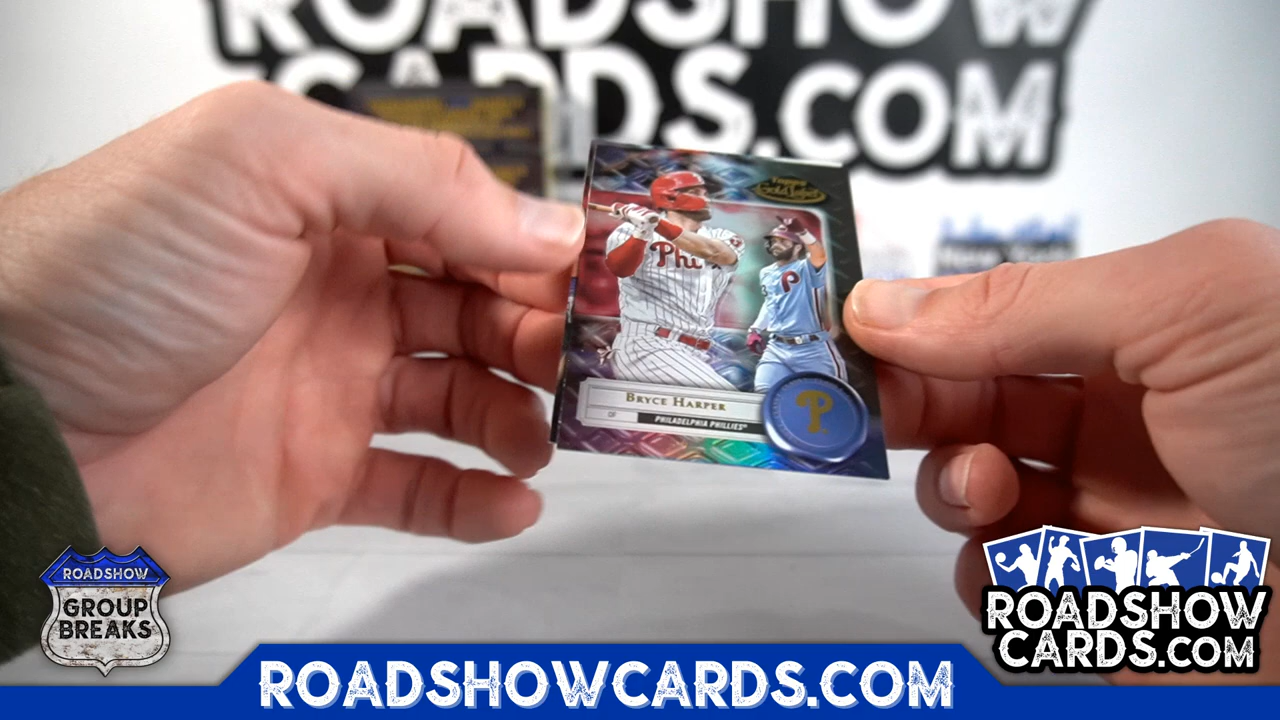 ROADSHOW
CARDS.COM
Topps
Gold Label
Phi
P
P
BRYCE HARPER
OF
PHILADELPHIA PHILLIES
ROADSHOW
GROUP
BREAKS
ROADSHOW
CARDS.COM
ROADSHOWCARDS.COM